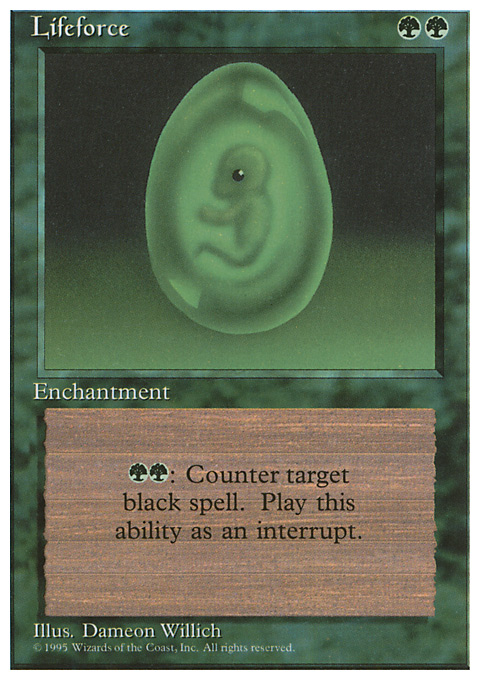 Lifeforce
Enchantment
: Counter target
black spell. Play this
ability as an interrupt.
Illus. Dameon Willich
© 1995 Wizards of the Coast, Inc. All rights reserved.